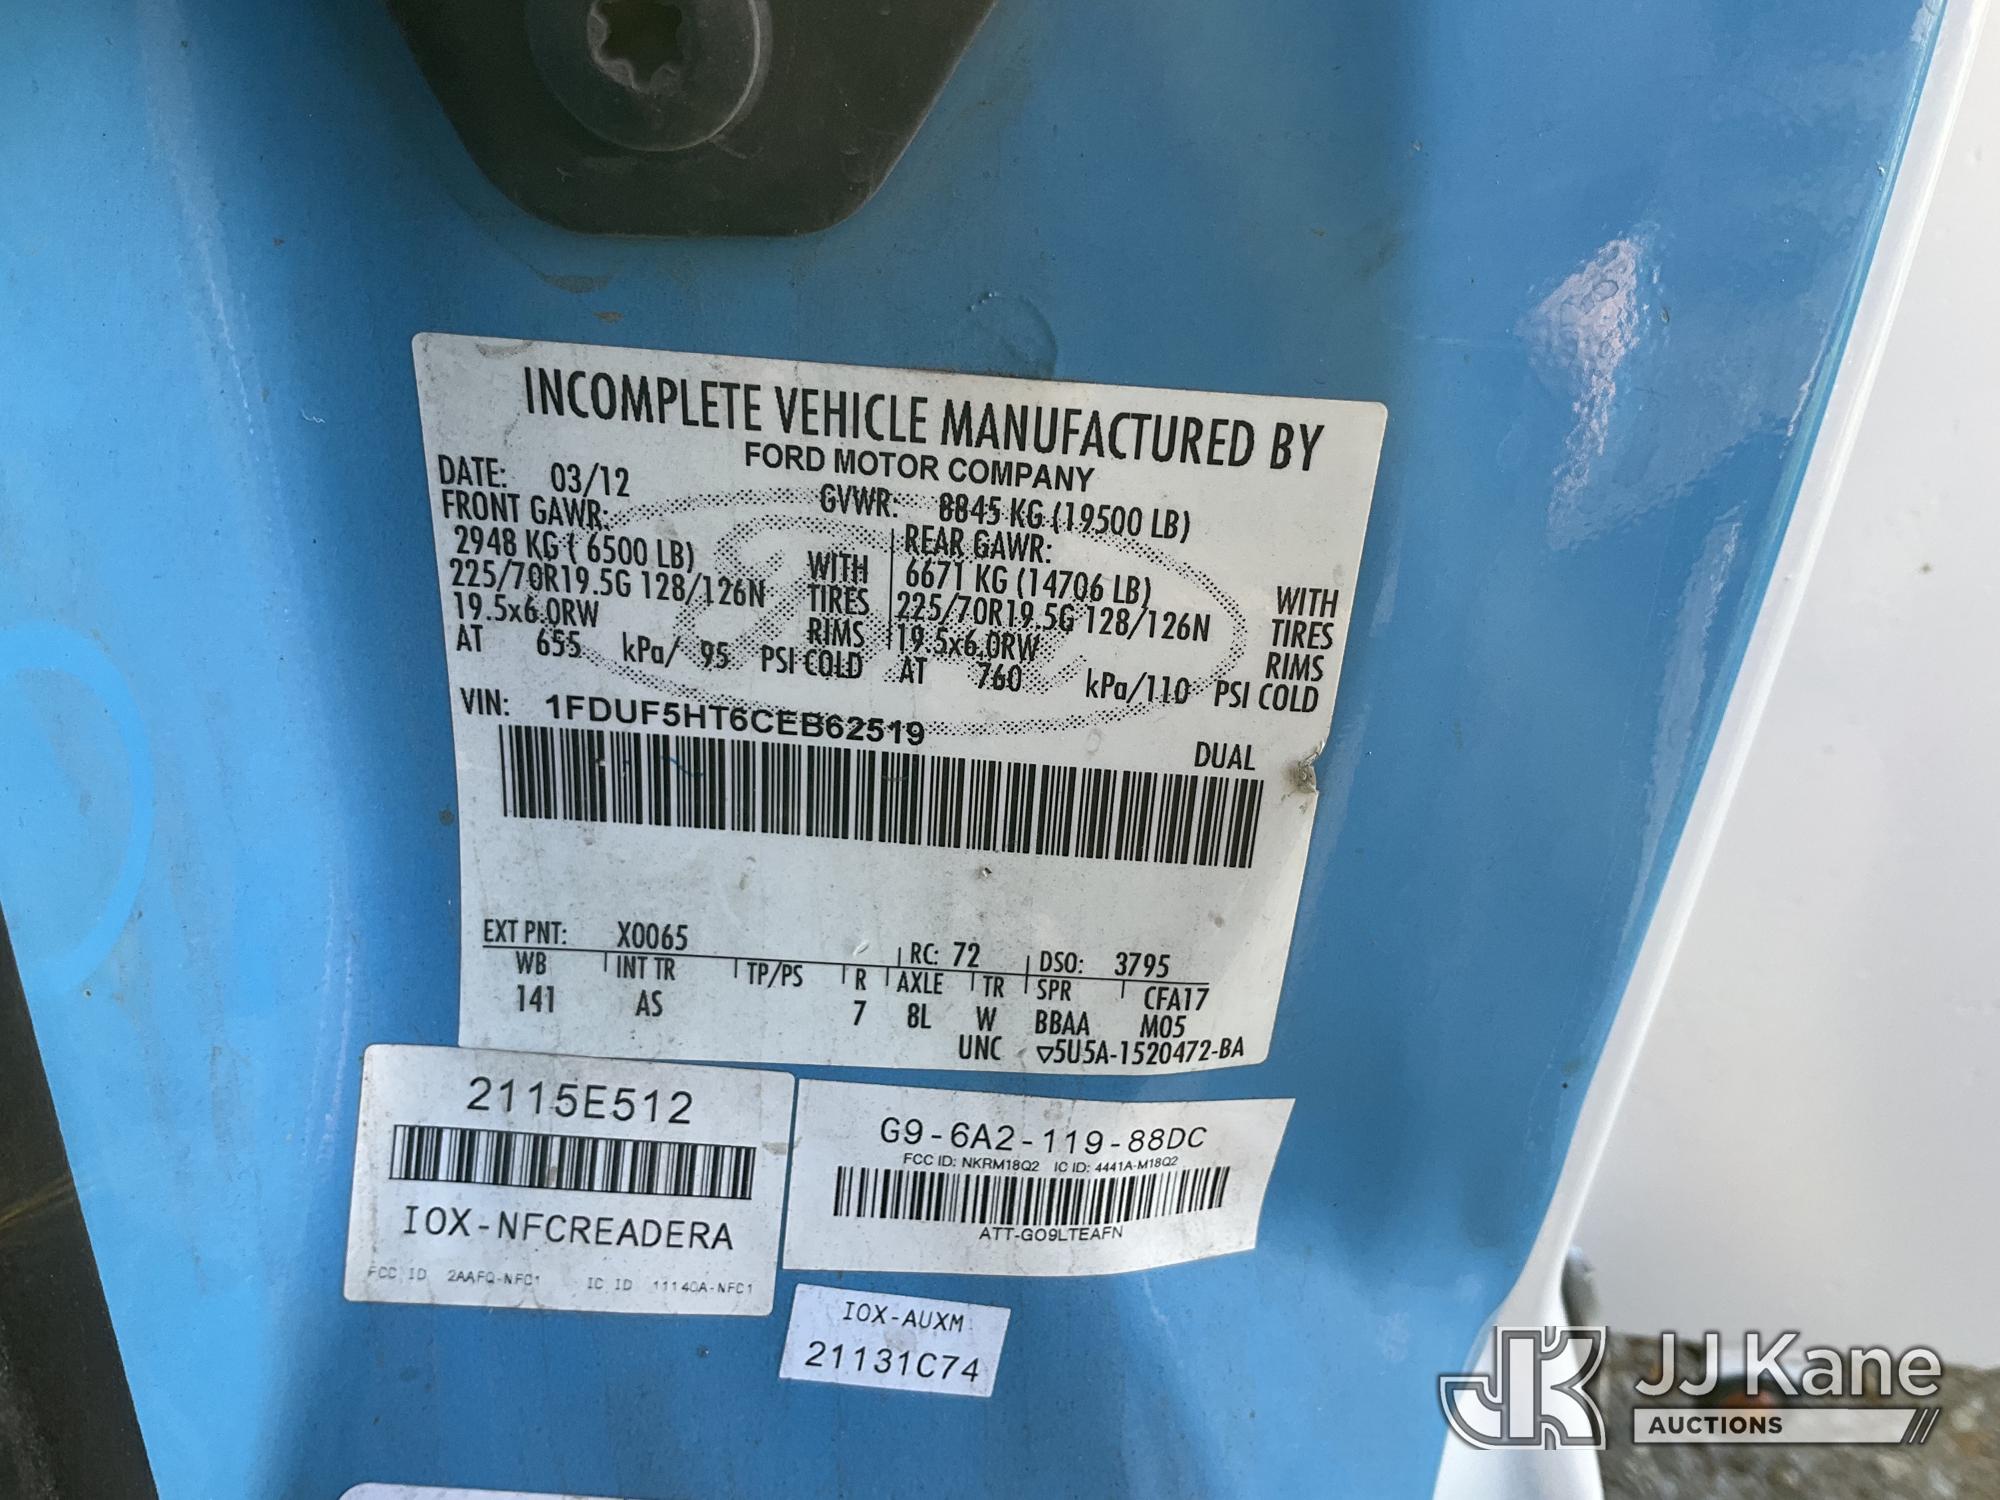 INCOMPLETE VEHICLE MANUFACTURED BY
FORD MOTOR COMPANY
DATE: 03/12 GVWR: 8845 KG (19500 LB)
FRONT GAWR: REAR GAWR:
2948 KG ( 6500 LB) WITH 6671 KG (14706 LB) WITH
225/70R19.5G 128/126N TIRES 225/70R19.5G 128/126N TIRES
19.5x6.0RW RIMS 19.5x6.0RW RIMS
AT 655 kPa/ 95 PSI COLD AT 760 kPa/110 PSI COLD
VIN: 1FDUF5HT6CEB62519
DUAL
EXT PNT: X0065 RC: 72 DSO: 3795
WB INT TR TP/PS R AXLE TR SPR CFA17
141 AS 7 8L W BBAA M05
UNC ▽5U5A-1520472-BA
2115E512
IOX-NFCREADERA
FCC ID 2AAFQ-NFC1 IC ID 11140A-NFC1
G9-6A2-119-88DC
FCC ID: NKRM18Q2 IC ID: 4441A-M18Q2
ATT-GO9LTEAFN
IOX-AUXM
21131C74
JK JJ Kane
AUCTIONS